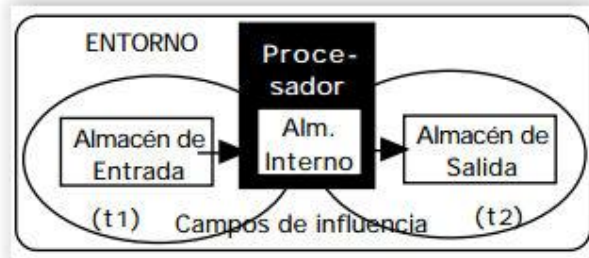 ENTORNO
Proce-
sador
Almacén de
Entrada
Alm.
Interno
Almacén de
Salida
(t1)
Campos de influencia
(t2)